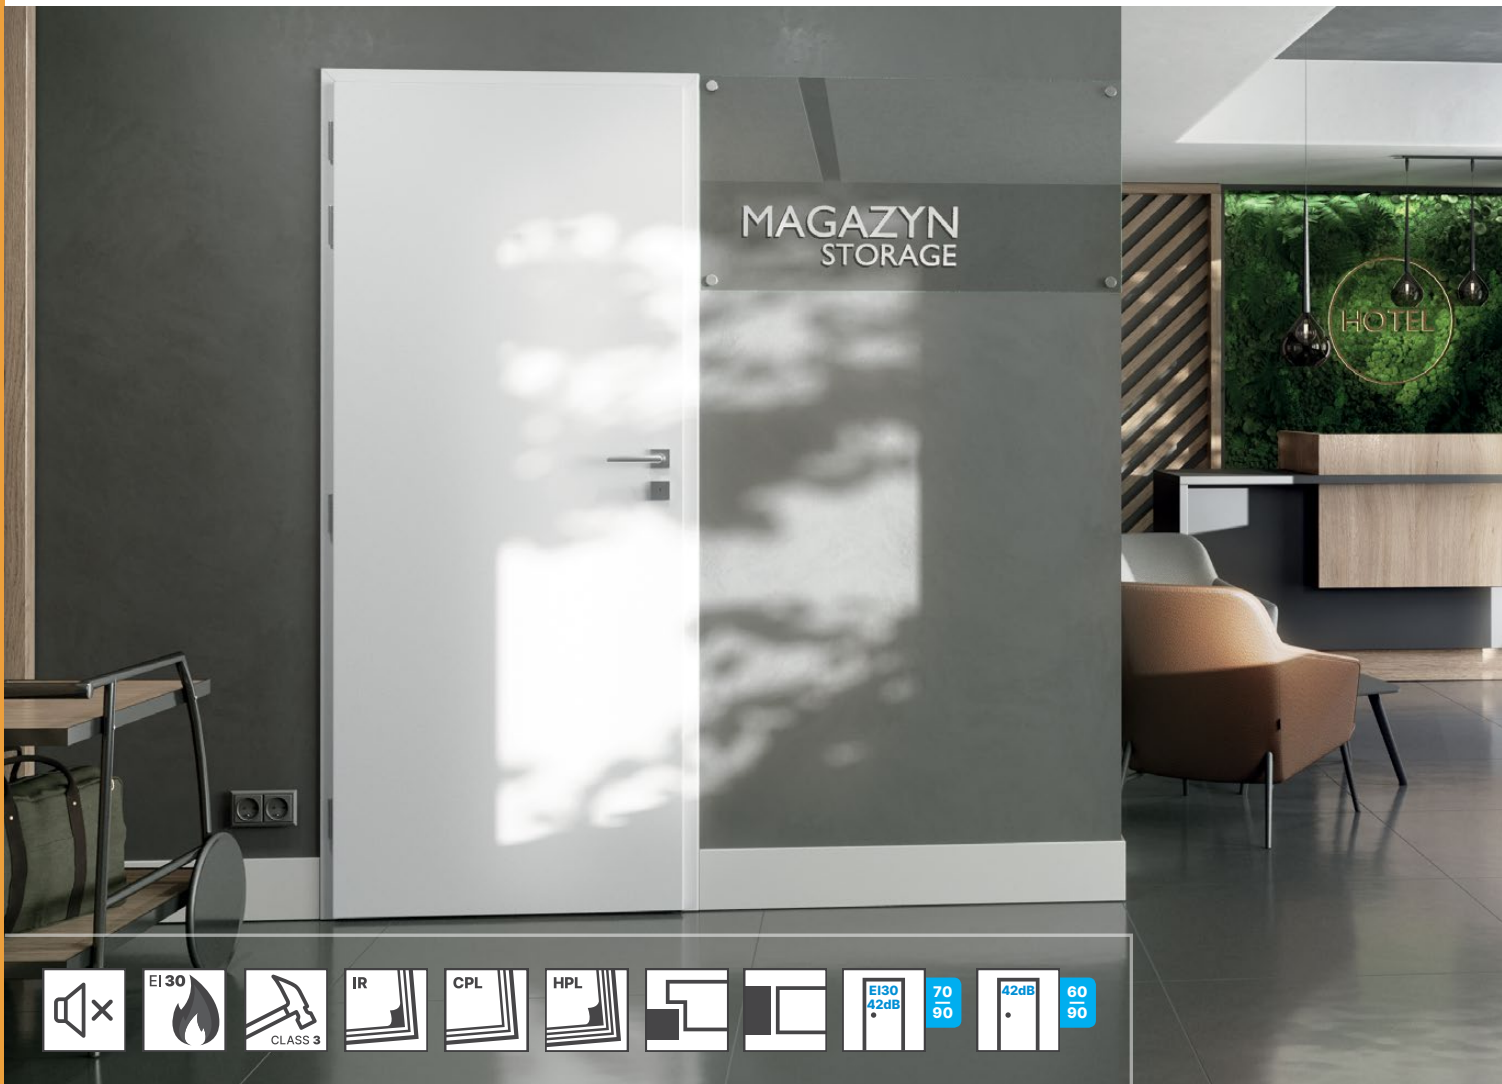 MAGAZYN
STORAGE
HOTEL
EI 30
CLASS 3
IR
CPL
HPL
EI30
42dB
70
90
42dB
60
90